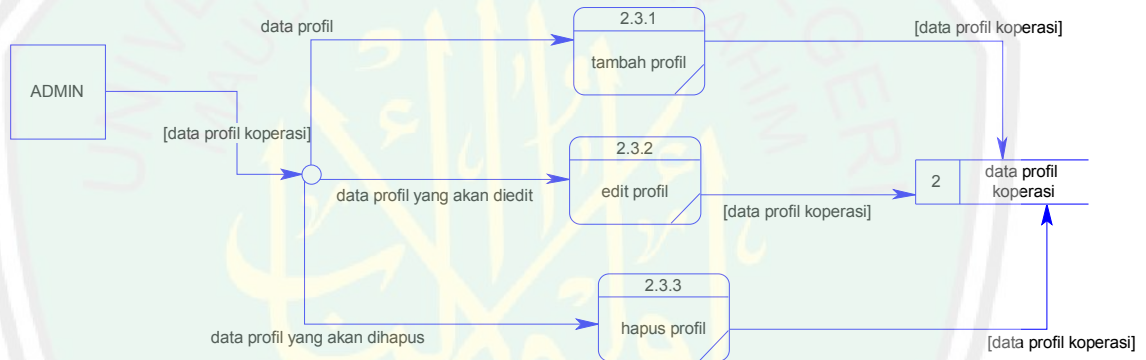 data profil
2.3.1
tambah profil
[data profil koperasi]
ADMIN
[data profil koperasi]
2.3.2
edit profil
data profil yang akan diedit
[data profil koperasi]
2
data profil
koperasi
2.3.3
hapus profil
data profil yang akan dihapus
[data profil koperasi]